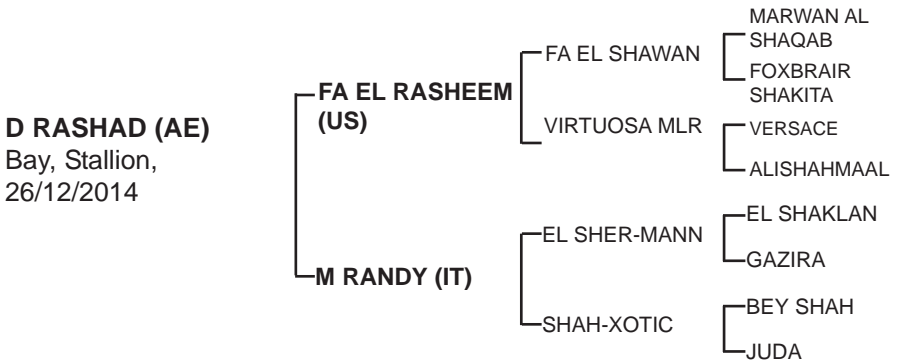 D RASHAD (AE)
Bay, Stallion,
26/12/2014
FA EL RASHEEM
(US)
M RANDY (IT)
FA EL SHAWAN
VIRTUOSA MLR
EL SHER-MANN
SHAH-XOTIC
MARWAN AL
SHAQAB
FOXBRAIR
SHAKITA
VERSACE
ALISHAHMAAL
EL SHAKLAN
GAZIRA
BEY SHAH
JUDA